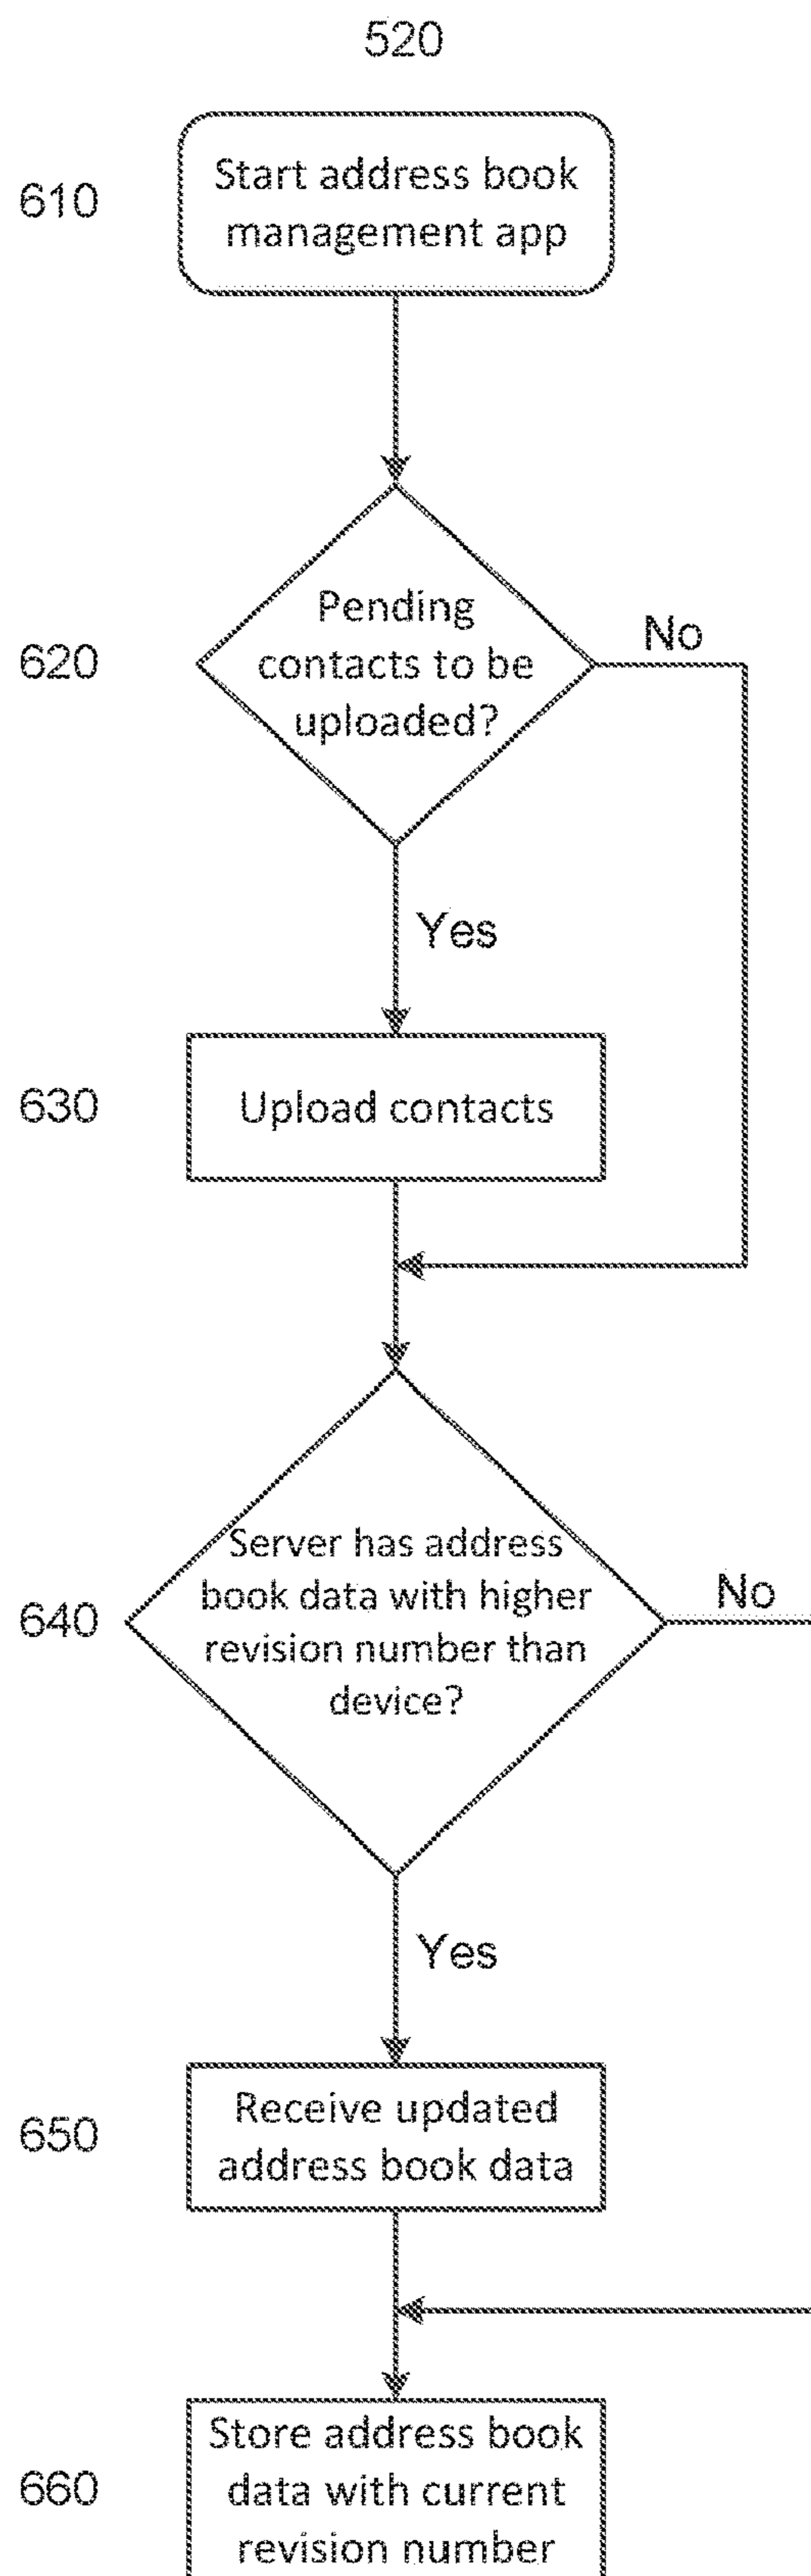 520
610
Start address book
management app
620
Pending
contacts to be
uploaded?
No
Yes
630
Upload contacts
640
Server has address
book data with higher
revision number than
device?
No
Yes
650
Receive updated
address book data
660
Store address book
data with current
revision number